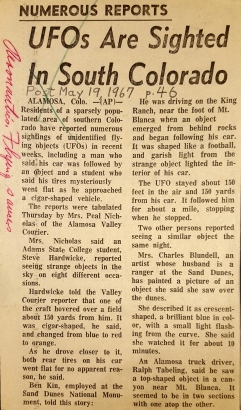 NUMEROUS REPORTS
UFOs Are Sighted
In South Colorado
Post May 19, 1967 p. 46
ALAMOSA, Colo. —(AP)—
Residents of a sparsely popu-
lated area of southern Colo-
rado have reported numerous
sightings of unidentified fly-
ing objects (UFOs) in recent
weeks, including a man who
said his car was followed by
an object and a student who
said his tires mysteriously
went flat as he approached
a cigar-shaped vehicle.
The reports were tabulated
Thursday by Mrs. Peal Nich-
olas of the Alamosa Valley
Courier.
Mrs. Nicholas said an
Adams State College student,
Steve Hardwicke, reported
seeing strange objects in the
sky on eight different occa-
sions.
Hardwicke told the Valley
Courier reported that one of
the craft hovered over a field
about 150 yards from him. It
was cigar-shaped, he said,
and changed from blue to red
to orange.
As he drove closer to it,
both rear tires on his car
went flat for no apparent rea-
son, he said.
Ben Kin, employed at the
Sand Dunes National Monu-
ment, told this story:
He was driving on the King
Ranch, near the foot of Mt.
Blanca when an object
emerged from behind rocks
and began following his car.
It was shaped like a football,
and garish light from the
strange object lighted the in-
terior of his car.
The UFO stayed about 150
feet in the air and 150 yards
from his car. It followed him
for about a mile, stopping
when he stopped.
Two other persons reported
seeing a similar object the
same night.
Mrs. Charles Blundell, an
artist whose husband is a
ranger at the Sand Dunes,
has painted a picture of an
object she said she saw over
the dunes.
She described it as crescent-
shaped, a brilliant blue in col-
or, with a small light flash-
ing from the curve. She said
she watched it for about 10
minutes.
An Alamosa truck driver,
Ralph Tabeling, said he saw
a top-shaped object in a can-
yon near Mt. Blanca. It
seemed to be in two sections
with one atop the other.